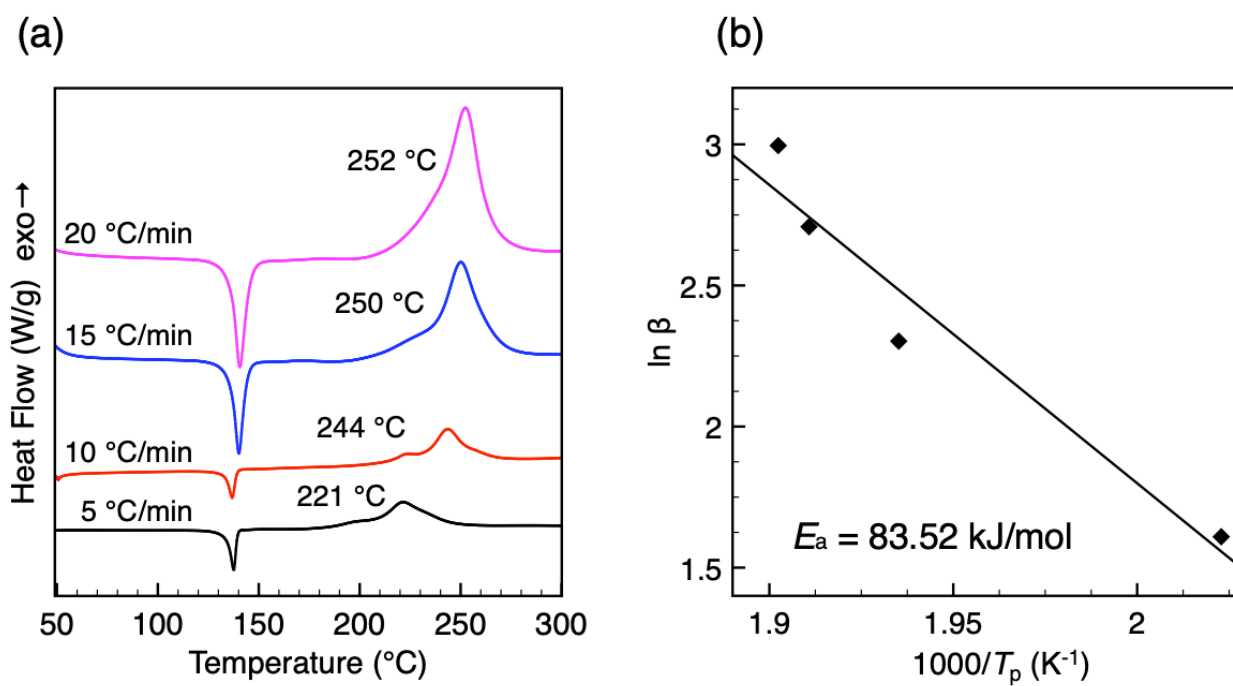 (a)
Heat Flow (W/g) exo→
252 °C
20 °C/min
250 °C
15 °C/min
244 °C
10 °C/min
221 °C
5 °C/min
50 100 150 200 250 300
Temperature (°C)
(b)
ln β
3
2.5
2
1.5
Ea = 83.52 kJ/mol
1.9 1.95 2
1000/Tp (K-1)